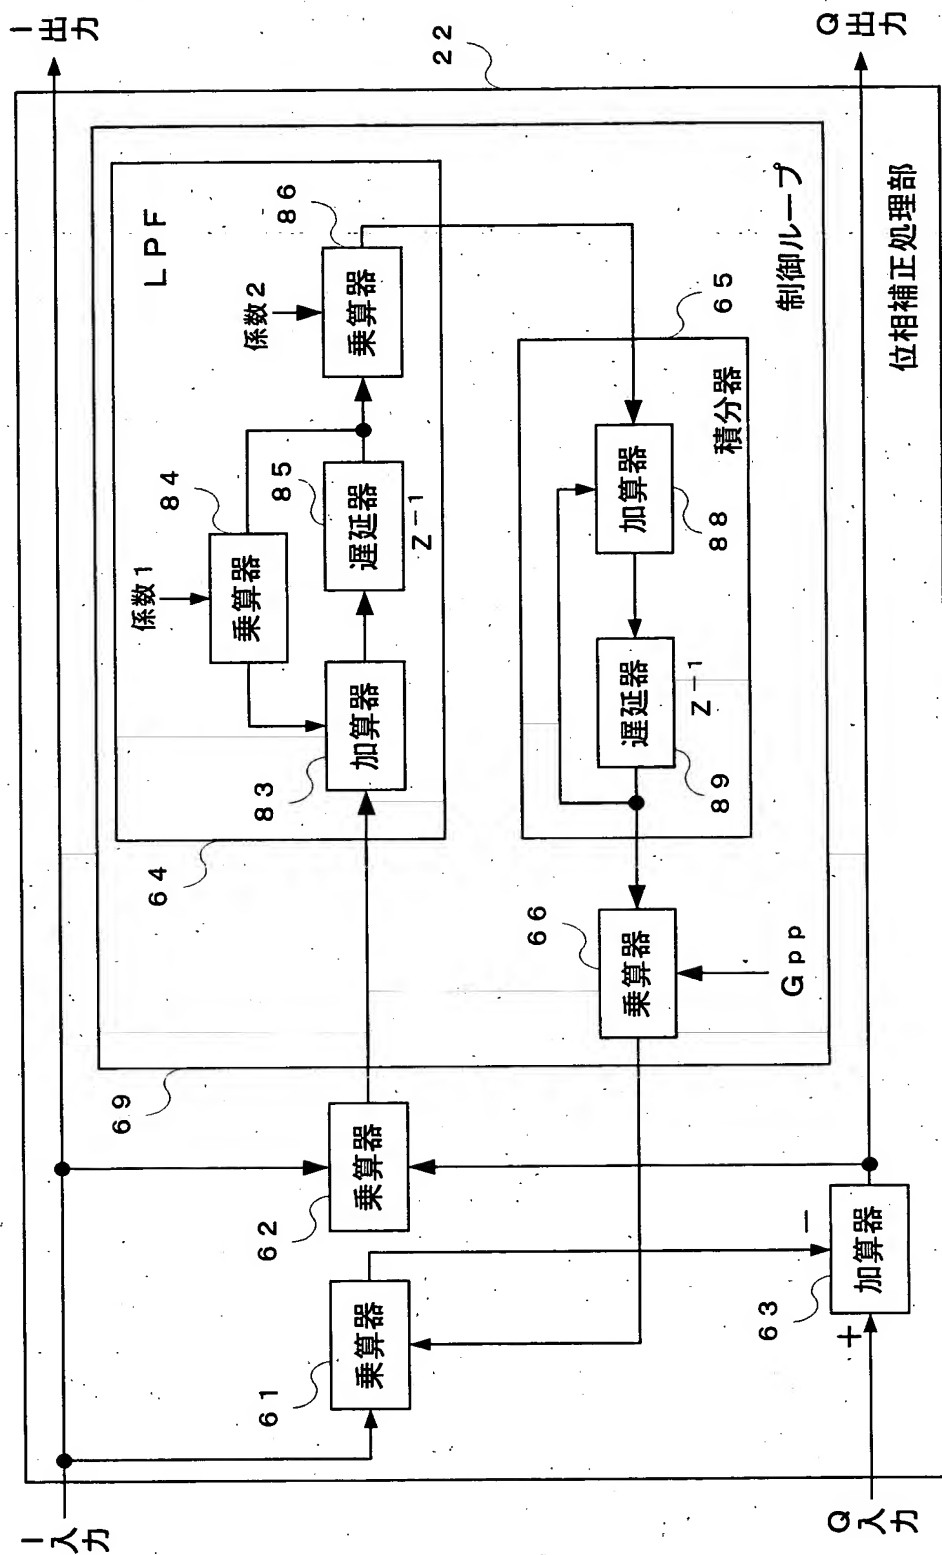 I入力
I出力
22
69
64
LPF
係数1
84
乗算器
係数2
86
乗算器
83
加算器
85
遅延器
Z−1
62
乗算器
61
乗算器
66
乗算器
Gpp
遅延器
89
Z−1
加算器
88
積分器
65
制御ループ
63
加算器
+
−
位相補正処理部
Q入力
Q出力